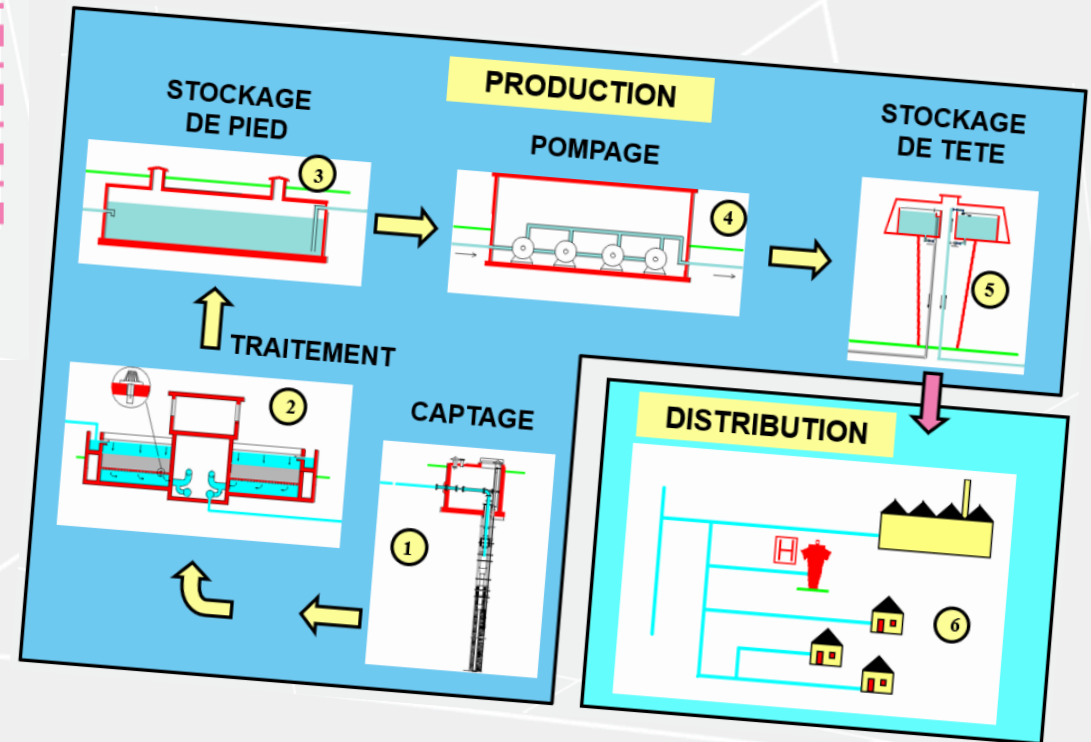 PRODUCTION
STOCKAGE
DE PIED
3
POMPAGE
4
STOCKAGE
DE TETE
5
TRAITEMENT
2
CAPTAGE
1
DISTRIBUTION
H
6